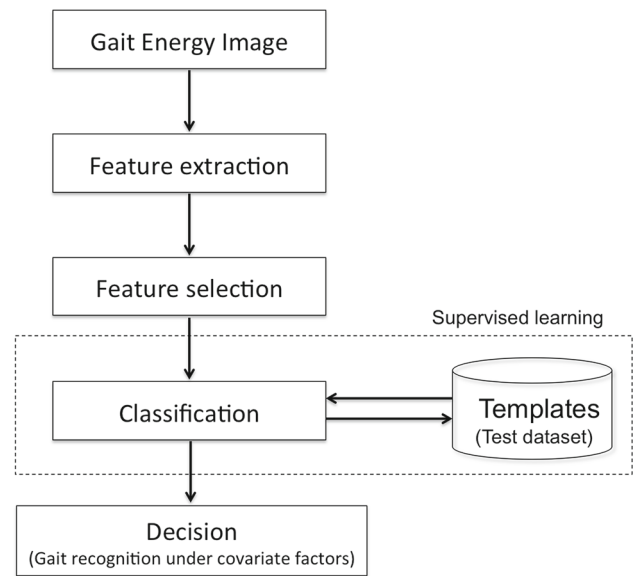 Gait Energy Image
Feature extraction
Feature selection
Supervised learning
Classification
Templates
(Test dataset)
Decision
(Gait recognition under covariate factors)